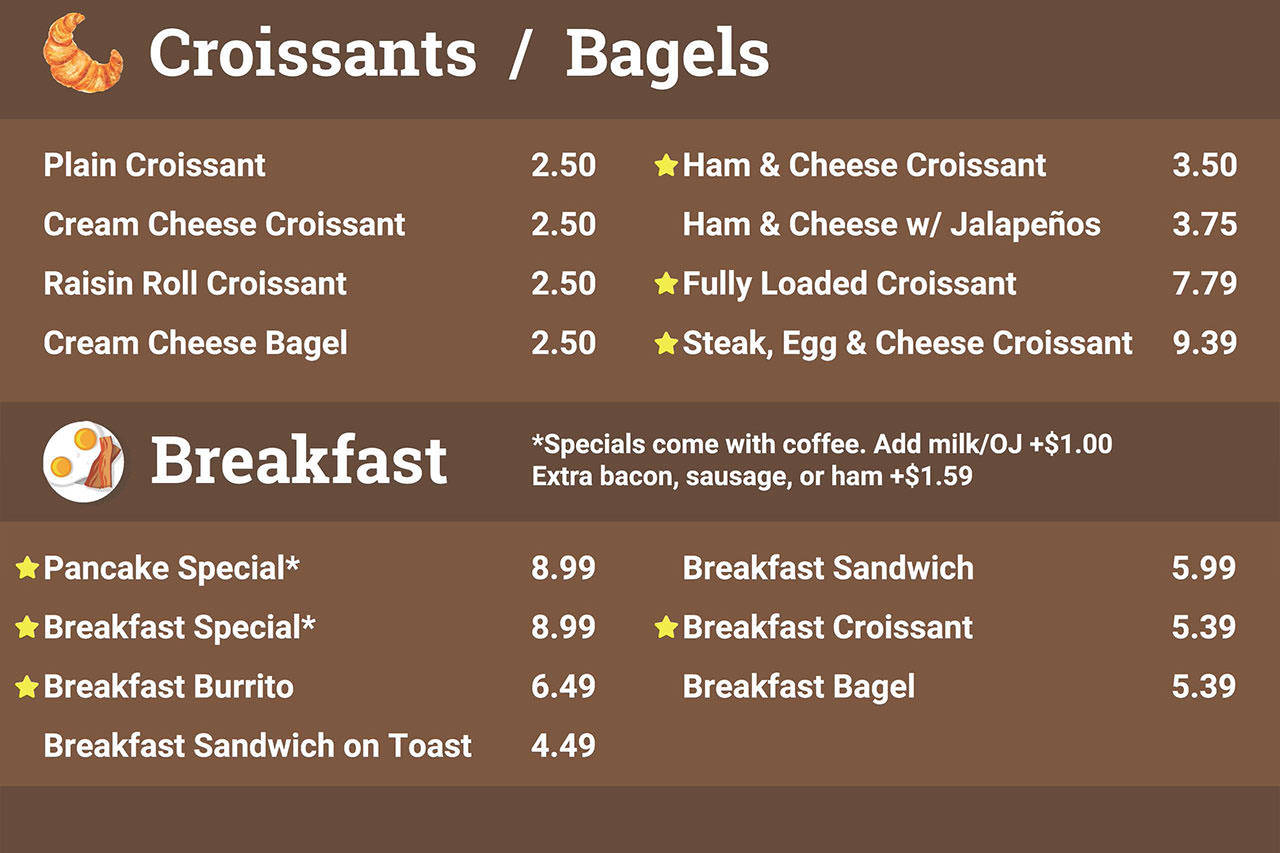 Croissants / Bagels
Plain Croissant 2.50
Cream Cheese Croissant 2.50
Raisin Roll Croissant 2.50
Cream Cheese Bagel 2.50
Ham & Cheese Croissant 3.50
Ham & Cheese w/ Jalapeños 3.75
Fully Loaded Croissant 7.79
Steak, Egg & Cheese Croissant 9.39
Breakfast
*Specials come with coffee. Add milk/OJ +$1.00
Extra bacon, sausage, or ham +$1.59
Pancake Special* 8.99
Breakfast Special* 8.99
Breakfast Burrito 6.49
Breakfast Sandwich on Toast 4.49
Breakfast Sandwich 5.99
Breakfast Croissant 5.39
Breakfast Bagel 5.39